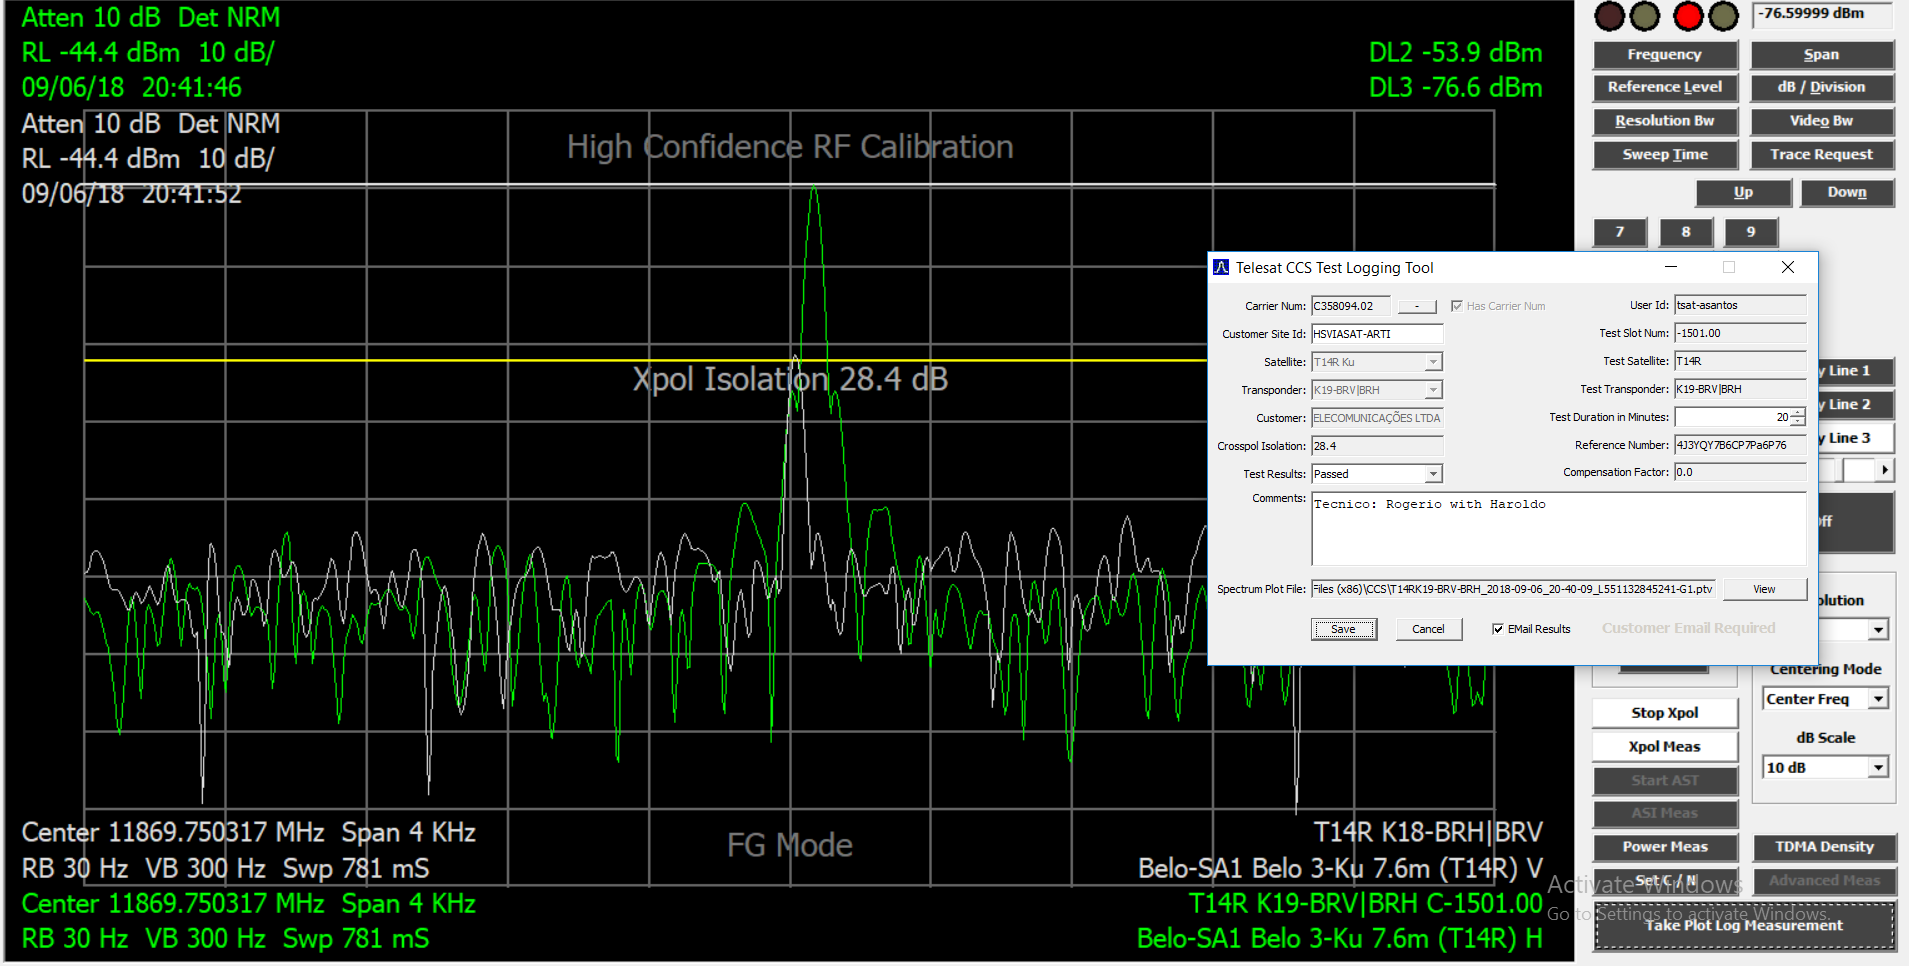 Atten 10 dB  Det NRM
RL -44.4 dBm  10 dB/
09/06/18  20:41:46
DL2 -53.9 dBm
DL3 -76.6 dBm
Atten 10 dB  Det NRM
RL -44.4 dBm  10 dB/
09/06/18  20:41:52
High Confidence RF Calibration
Xpol Isolation 28.4 dB
Center 11869.750317 MHz  Span 4 KHz
RB 30 Hz  VB 300 Hz  Swp 781 mS
FG Mode
T14R K18-BRH|BRV
Belo-SA1 Belo 3-Ku 7.6m (T14R) V
Center 11869.750317 MHz  Span 4 KHz
RB 30 Hz  VB 300 Hz  Swp 781 mS
T14R K19-BRV|BRH C-1501.00
Belo-SA1 Belo 3-Ku 7.6m (T14R) H
-76.59999 dBm
Frequency
Span
Reference Level
dB / Division
Resolution Bw
Video Bw
Sweep Time
Trace Request
Up
Down
7
8
9
Telesat CCS Test Logging Tool
Carrier Num: C358094.02
-
Has Carrier Num
User Id: tsat-asantos
Customer Site Id: HSVIASAT-ARTI
Test Slot Num: -1501.00
Satellite: T14R Ku
Test Satellite: T14R
Transponder: K19-BRV|BRH
Test Transponder: K19-BRV|BRH
Customer: ELECOMUNICAÇÕES LTDA
Test Duration in Minutes: 20
Crosspol Isolation: 28.4
Reference Number: 4J3YQY7B6CP7Pa6P76
Test Results: Passed
Compensation Factor: 0.0
Comments: Tecnico: Rogerio with Haroldo
Spectrum Plot File: Files (x86)\CCS\T14RK19-BRV-BRH_2018-09-06_20-40-09_L551132845241-G1.ptv
View
Save
Cancel
EMail Results
Customer Email Required
y Line 1
y Line 2
y Line 3
ff
olution
Centering Mode
Center Freq
dB Scale
10 dB
Stop Xpol
Xpol Meas
Start AST
ASI Meas
Power Meas
TDMA Density
Set C / N
Advanced Meas
Take Plot Log Measurement
Activate Windows
Go to Settings to activate Windows.